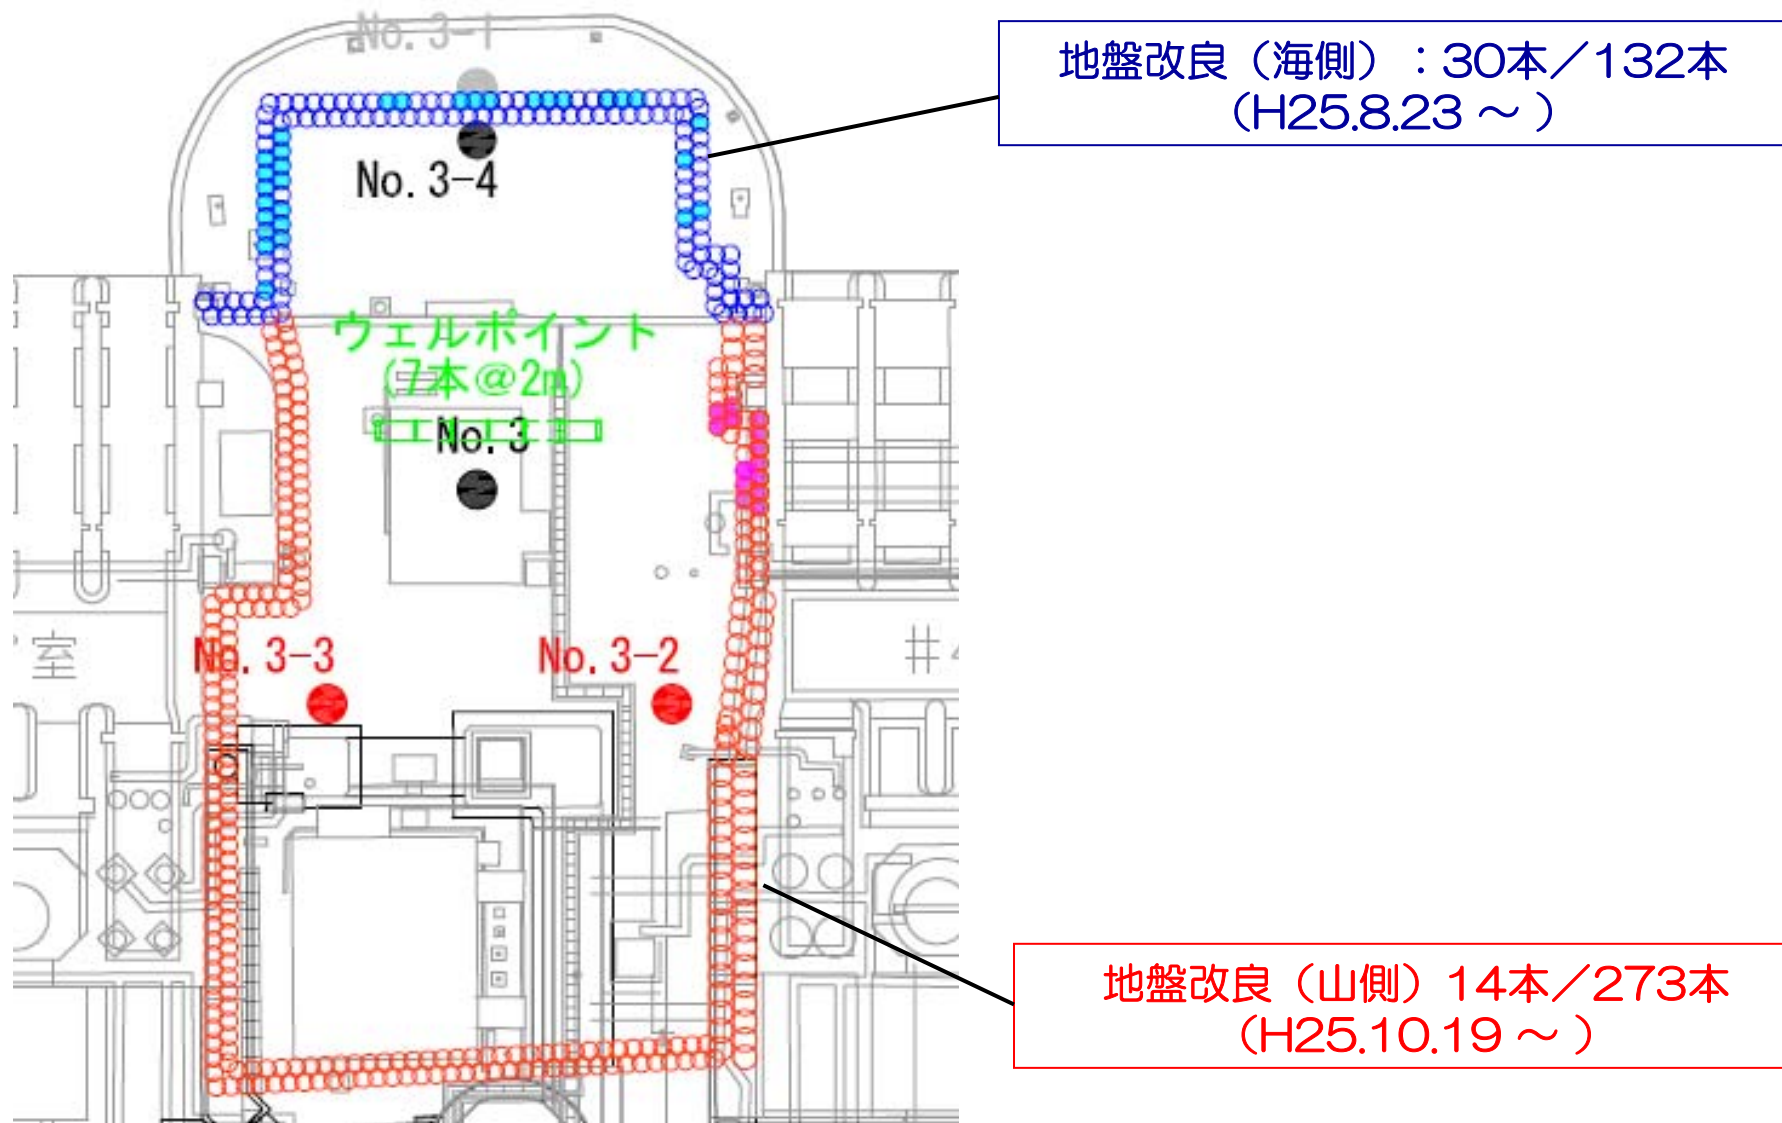 No. 3-1
地盤改良（海側）：30本／132本
（H25.8.23 ～ ）
No. 3-4
ウェルポイント
(7本@2m)
No. 3
室
No. 3-3
No. 3-2
#4
地盤改良（山側）14本／273本
（H25.10.19 ～ ）